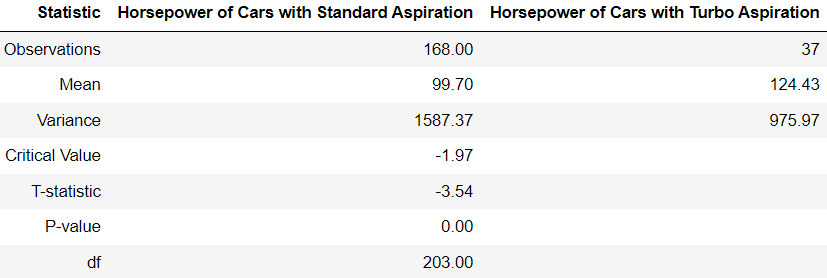 Statistic Horsepower of Cars with Standard Aspiration Horsepower of Cars with Turbo Aspiration
Observations 168.00 37
Mean 99.70 124.43
Variance 1587.37 975.97
Critical Value -1.97
T-statistic -3.54
P-value 0.00
df 203.00